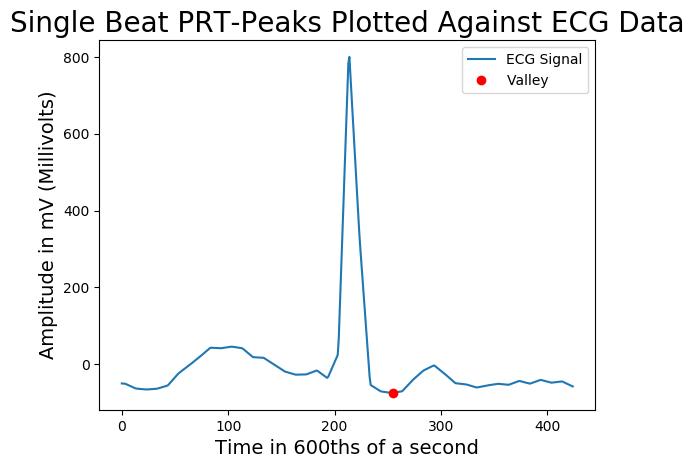 Single Beat PRT-Peaks Plotted Against ECG Data
ECG Signal
Valley
Amplitude in mV (Millivolts)
800
600
400
200
0
0 100 200 300 400
Time in 600ths of a second